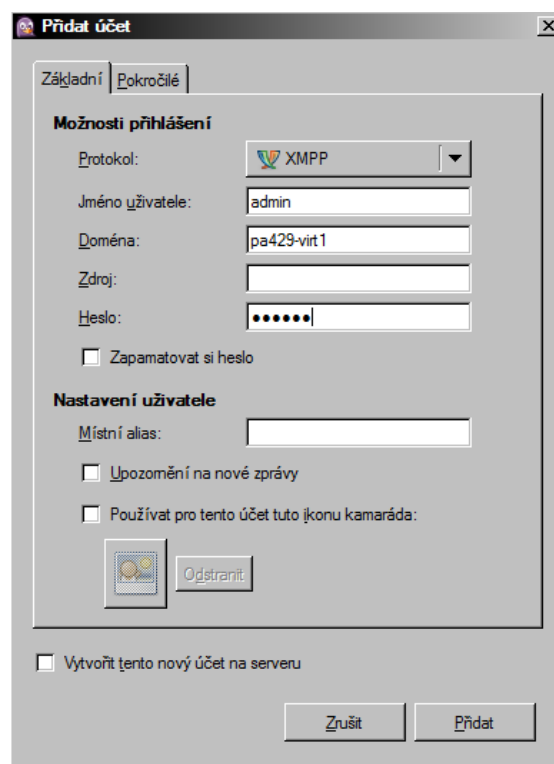 Přidat účet
Základní Pokročilé
Možnosti přihlášení
Protokol: XMPP
Jméno uživatele: admin
Doména: pa429-virt1
Zdroj:
Heslo: ●●●●●●
Zapamatovat si heslo
Nastavení uživatele
Místní alias:
Upozornění na nové zprávy
Používat pro tento účet tuto ikonu kamaráda:
Odstranit
Vytvořit tento nový účet na serveru
Zrušit Přidat